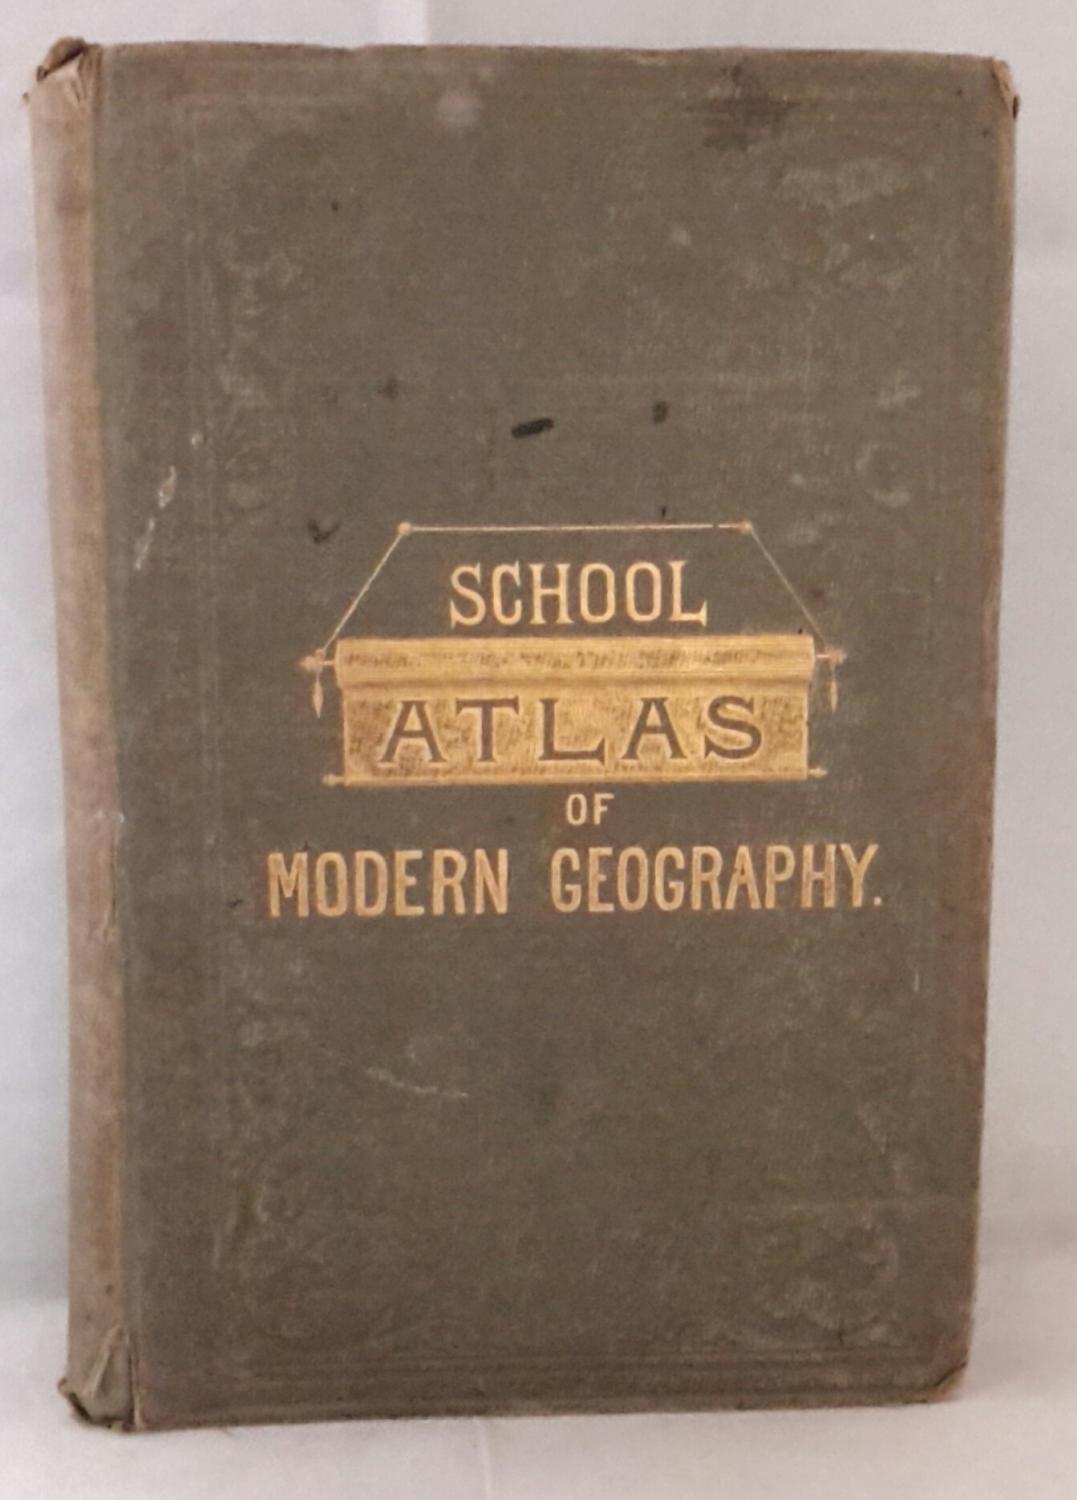 SCHOOL
ATLAS
OF
MODERN GEOGRAPHY.